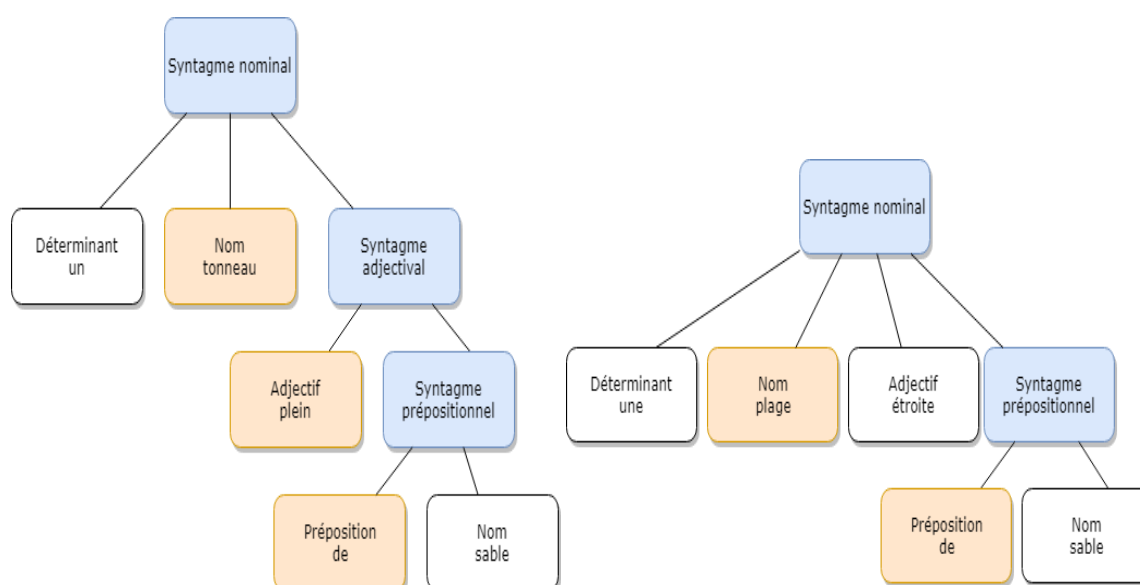 Syntagme nominal
Déterminant
un
Nom
tonneau
Syntagme
adjectival
Adjectif
plein
Syntagme
prépositionnel
Préposition
de
Nom
sable
Syntagme nominal
Déterminant
une
Nom
plage
Adjectif
étroite
Syntagme
prépositionnel
Préposition
de
Nom
sable